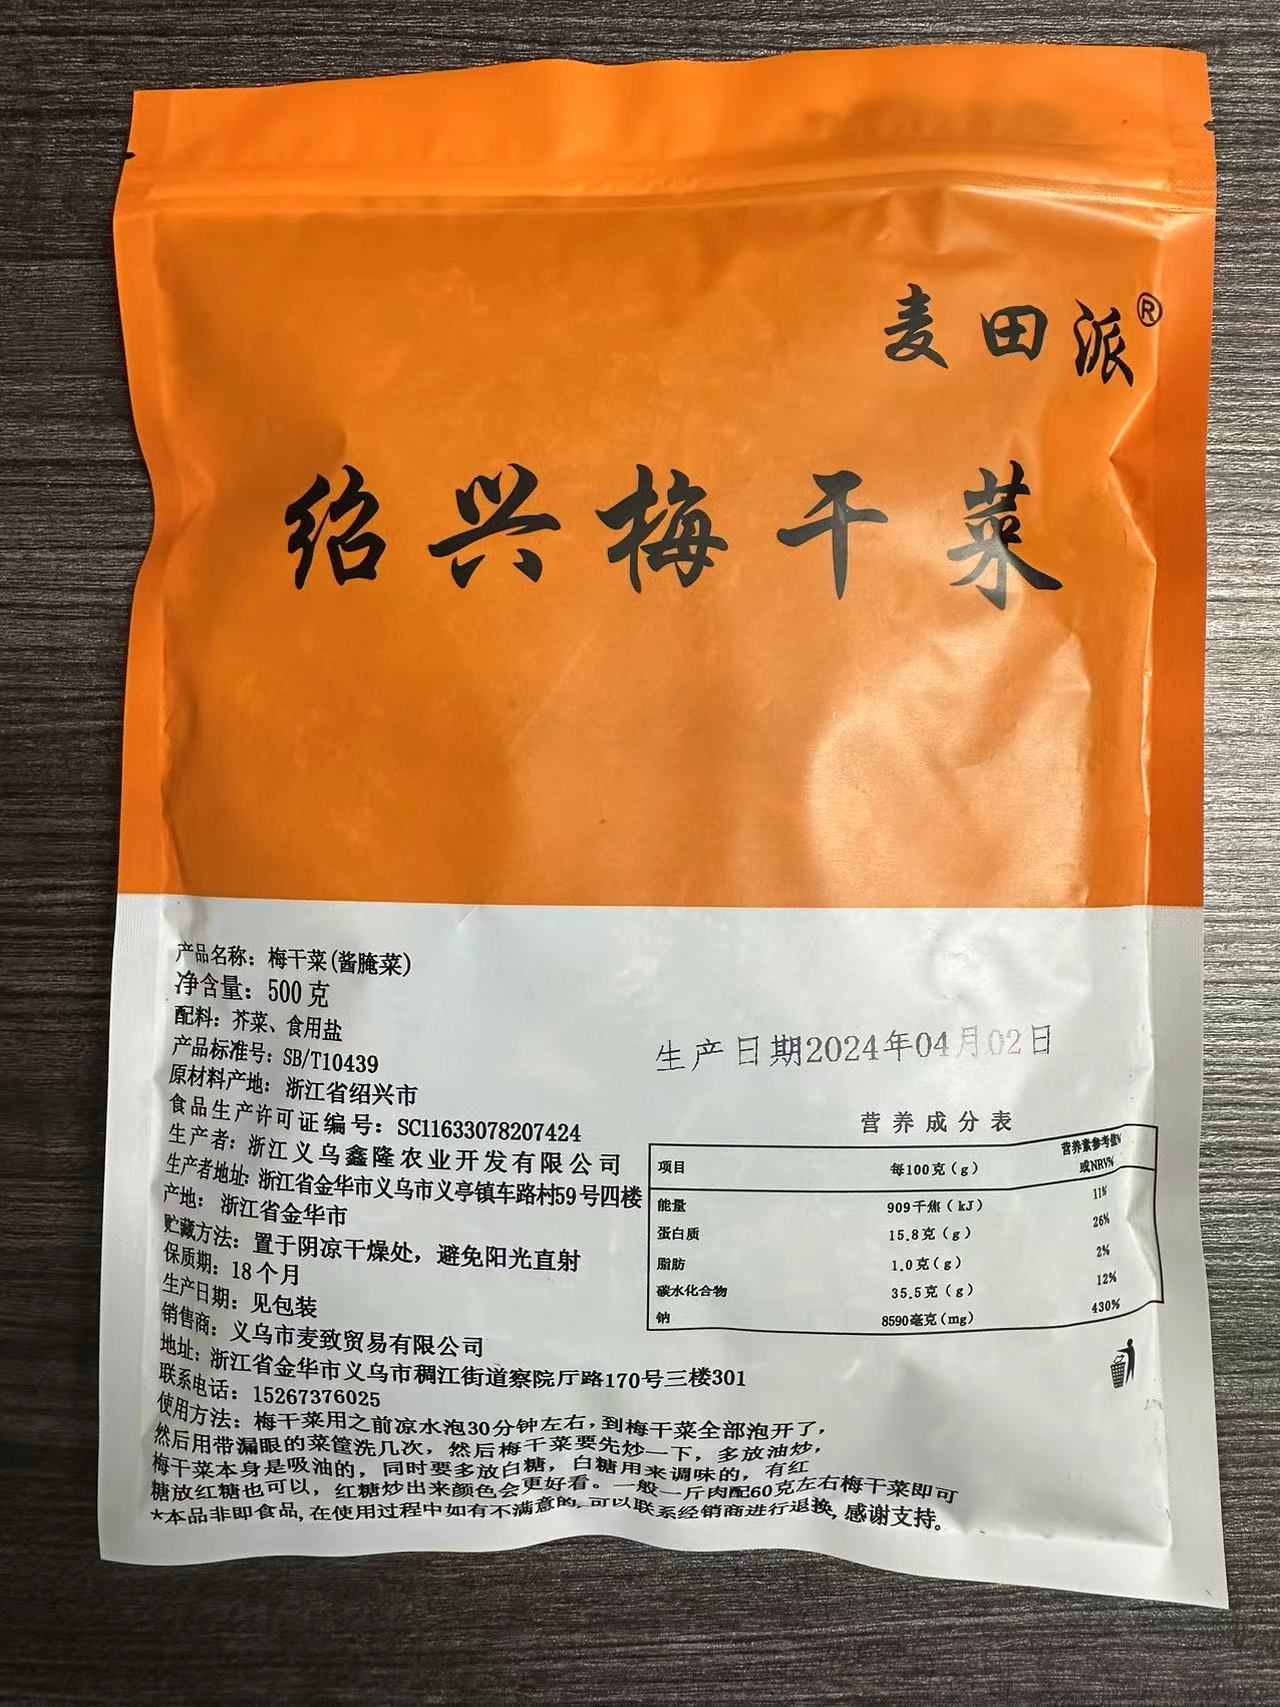 麦田派®
绍兴梅干菜
产品名称：梅干菜(酱腌菜)
净含量：500克
配料：芥菜、食用盐
产品标准号：SB/T10439
原材料产地：浙江省绍兴市
食品生产许可证编号：SC11633078207424
生产者：浙江义乌鑫隆农业开发有限公司
生产者地址：浙江省金华市义乌市义亭镇车路村59号四楼
产地：浙江省金华市
贮藏方法：置于阴凉干燥处，避免阳光直射
保质期：18个月
生产日期：见包装
销售商：义乌市麦致贸易有限公司
地址：浙江省金华市义乌市稠江街道察院厅路170号三楼301
联系电话：15267376025
使用方法：梅干菜用之前凉水泡30分钟左右，到梅干菜全部泡开了，
然后用带漏眼的菜筐洗几次，然后梅干菜要先炒一下，多放油炒，
梅干菜本身是吸油的，同时要多放白糖，白糖用来调味的，有红
糖放红糖也可以，红糖炒出来颜色会更好看。一般一斤肉配60克左右梅干菜即可
*本品非即食品，在使用过程中如有不满意的，可以联系经销商进行退换，感谢支持。
生产日期2024年04月02日
营养成分表
项目 每100克（g） 营养素参考值%或NRV%
能量 909千焦（kJ） 11%
蛋白质 15.8克（g） 26%
脂肪 1.0克（g） 2%
碳水化合物 35.5克（g） 12%
钠 8590毫克（mg） 430%